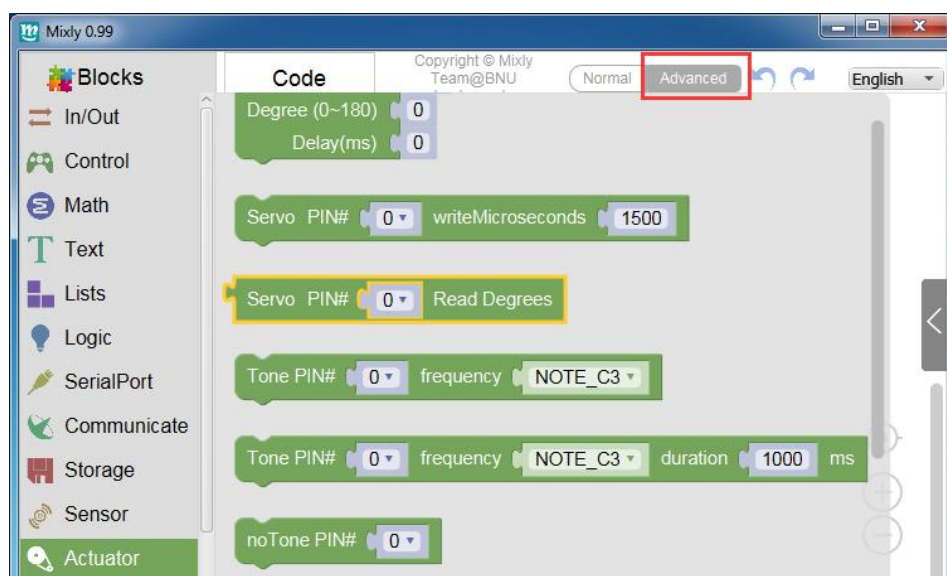 Mixly 0.99
Blocks
Code
Copyright © Mixly
Team@BNU
Normal
Advanced
English
In/Out
Control
Math
Text
Lists
Logic
SerialPort
Communicate
Storage
Sensor
Actuator
Degree (0~180) 0
Delay(ms) 0
Servo PIN# 0 writeMicroseconds 1500
Servo PIN# 0 Read Degrees
Tone PIN# 0 frequency NOTE_C3
Tone PIN# 0 frequency NOTE_C3 duration 1000 ms
noTone PIN# 0